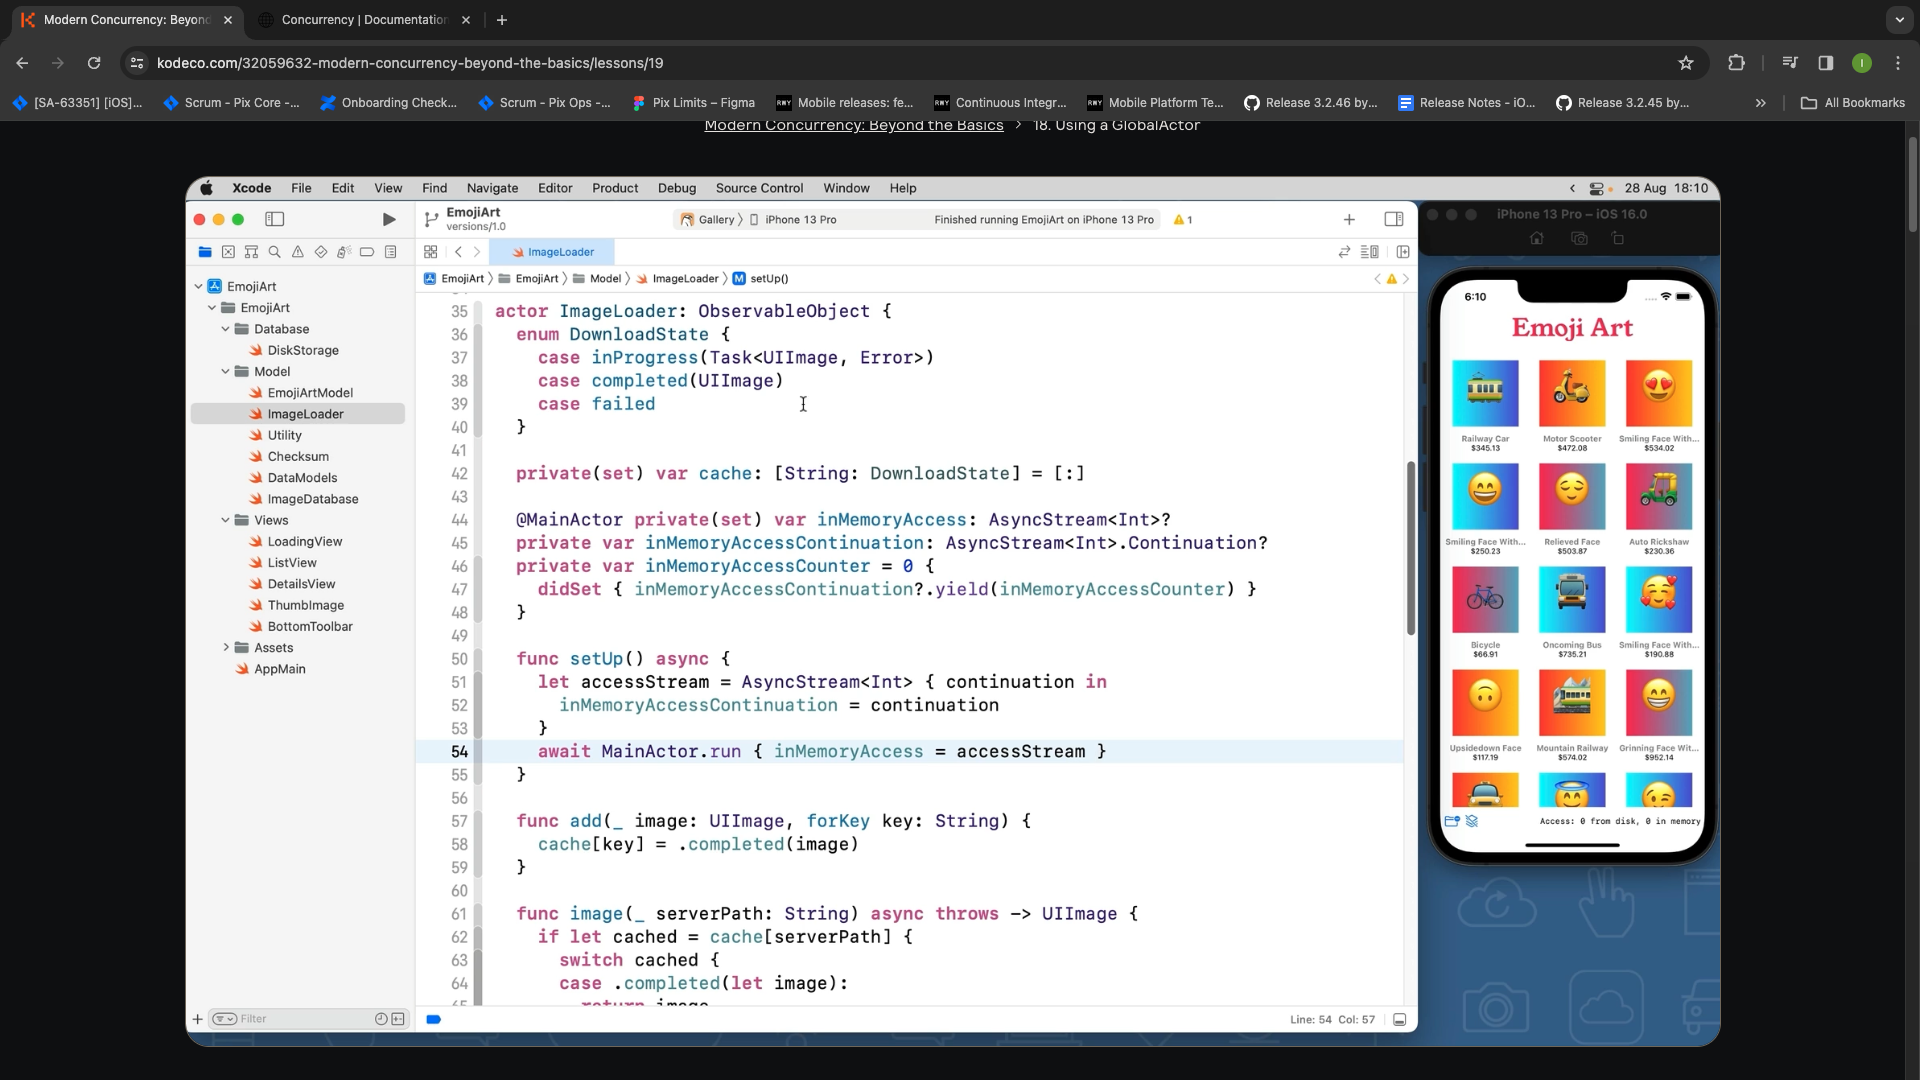 Modern Concurrency: Beyond
Concurrency | Documentation
kodeco.com/32059632-modern-concurrency-beyond-the-basics/lessons/19
I
[SA-63351] [iOS]...
Scrum - Pix Core -...
Onboarding Check...
Scrum - Pix Ops -...
Pix Limits – Figma
RWY Mobile releases: fe...
RWY Continuous Integr...
RWY Mobile Platform Te...
Release 3.2.46 by...
Release Notes - iO...
Release 3.2.45 by...
All Bookmarks
Modern Concurrency: Beyond the Basics > 18. Using a GlobalActor
Xcode File Edit View Find Navigate Editor Product Debug Source Control Window Help
28 Aug 18:10
EmojiArt
versions/1.0
Gallery
iPhone 13 Pro
Finished running EmojiArt on iPhone 13 Pro
1
ImageLoader
EmojiArt
EmojiArt
Model
ImageLoader
M setUp()
EmojiArt
EmojiArt
Database
DiskStorage
Model
EmojiArtModel
ImageLoader
Utility
Checksum
DataModels
ImageDatabase
Views
LoadingView
ListView
DetailsView
ThumbImage
BottomToolbar
Assets
AppMain
Filter
35 actor ImageLoader: ObservableObject {
36 enum DownloadState {
37 case inProgress(Task<UIImage, Error>)
38 case completed(UIImage)
39 case failed
40 }
41
42 private(set) var cache: [String: DownloadState] = [:]
43
44 @MainActor private(set) var inMemoryAccess: AsyncStream<Int>?
45 private var inMemoryAccessContinuation: AsyncStream<Int>.Continuation?
46 private var inMemoryAccessCounter = 0 {
47 didSet { inMemoryAccessContinuation?.yield(inMemoryAccessCounter) }
48 }
49
50 func setUp() async {
51 let accessStream = AsyncStream<Int> { continuation in
52 inMemoryAccessContinuation = continuation
53 }
54 await MainActor.run { inMemoryAccess = accessStream }
55 }
56
57 func add(_ image: UIImage, forKey key: String) {
58 cache[key] = .completed(image)
59 }
60
61 func image(_ serverPath: String) async throws -> UIImage {
62 if let cached = cache[serverPath] {
63 switch cached {
64 case .completed(let image):
65 return image
Line: 54 Col: 57
iPhone 13 Pro – iOS 16.0
6:10
Emoji Art
Railway Car
$345.13
Motor Scooter
$472.08
Smiling Face With...
$534.02
Smiling Face With...
$250.23
Relieved Face
$503.87
Auto Rickshaw
$230.36
Bicycle
$66.91
Oncoming Bus
$735.21
Smiling Face With...
$190.88
Upsidedown Face
$117.19
Mountain Railway
$574.02
Grinning Face Wit...
$952.14
Access: 0 from disk, 0 in memory